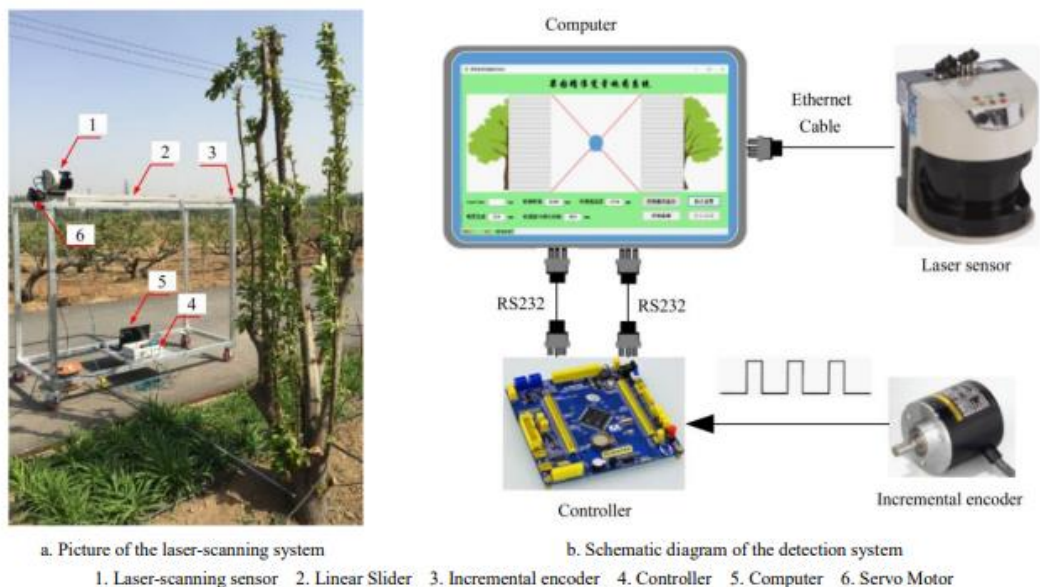 Computer
Ethernet
Cable
1
2
3
6
5
4
Laser sensor
RS232
RS232
Controller
Incremental encoder
a. Picture of the laser-scanning system
b. Schematic diagram of the detection system
1. Laser-scanning sensor 2. Linear Slider 3. Incremental encoder 4. Controller 5. Computer 6. Servo Motor